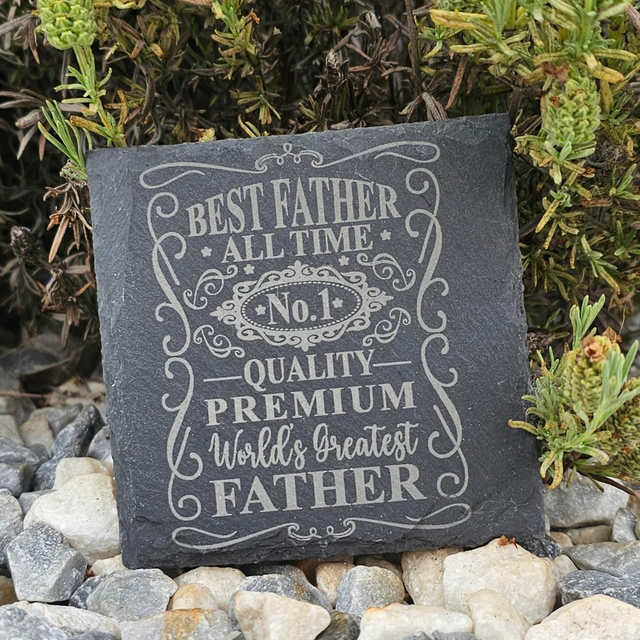 BEST FATHER
ALL TIME
No.1
QUALITY
PREMIUM
World's Greatest
FATHER